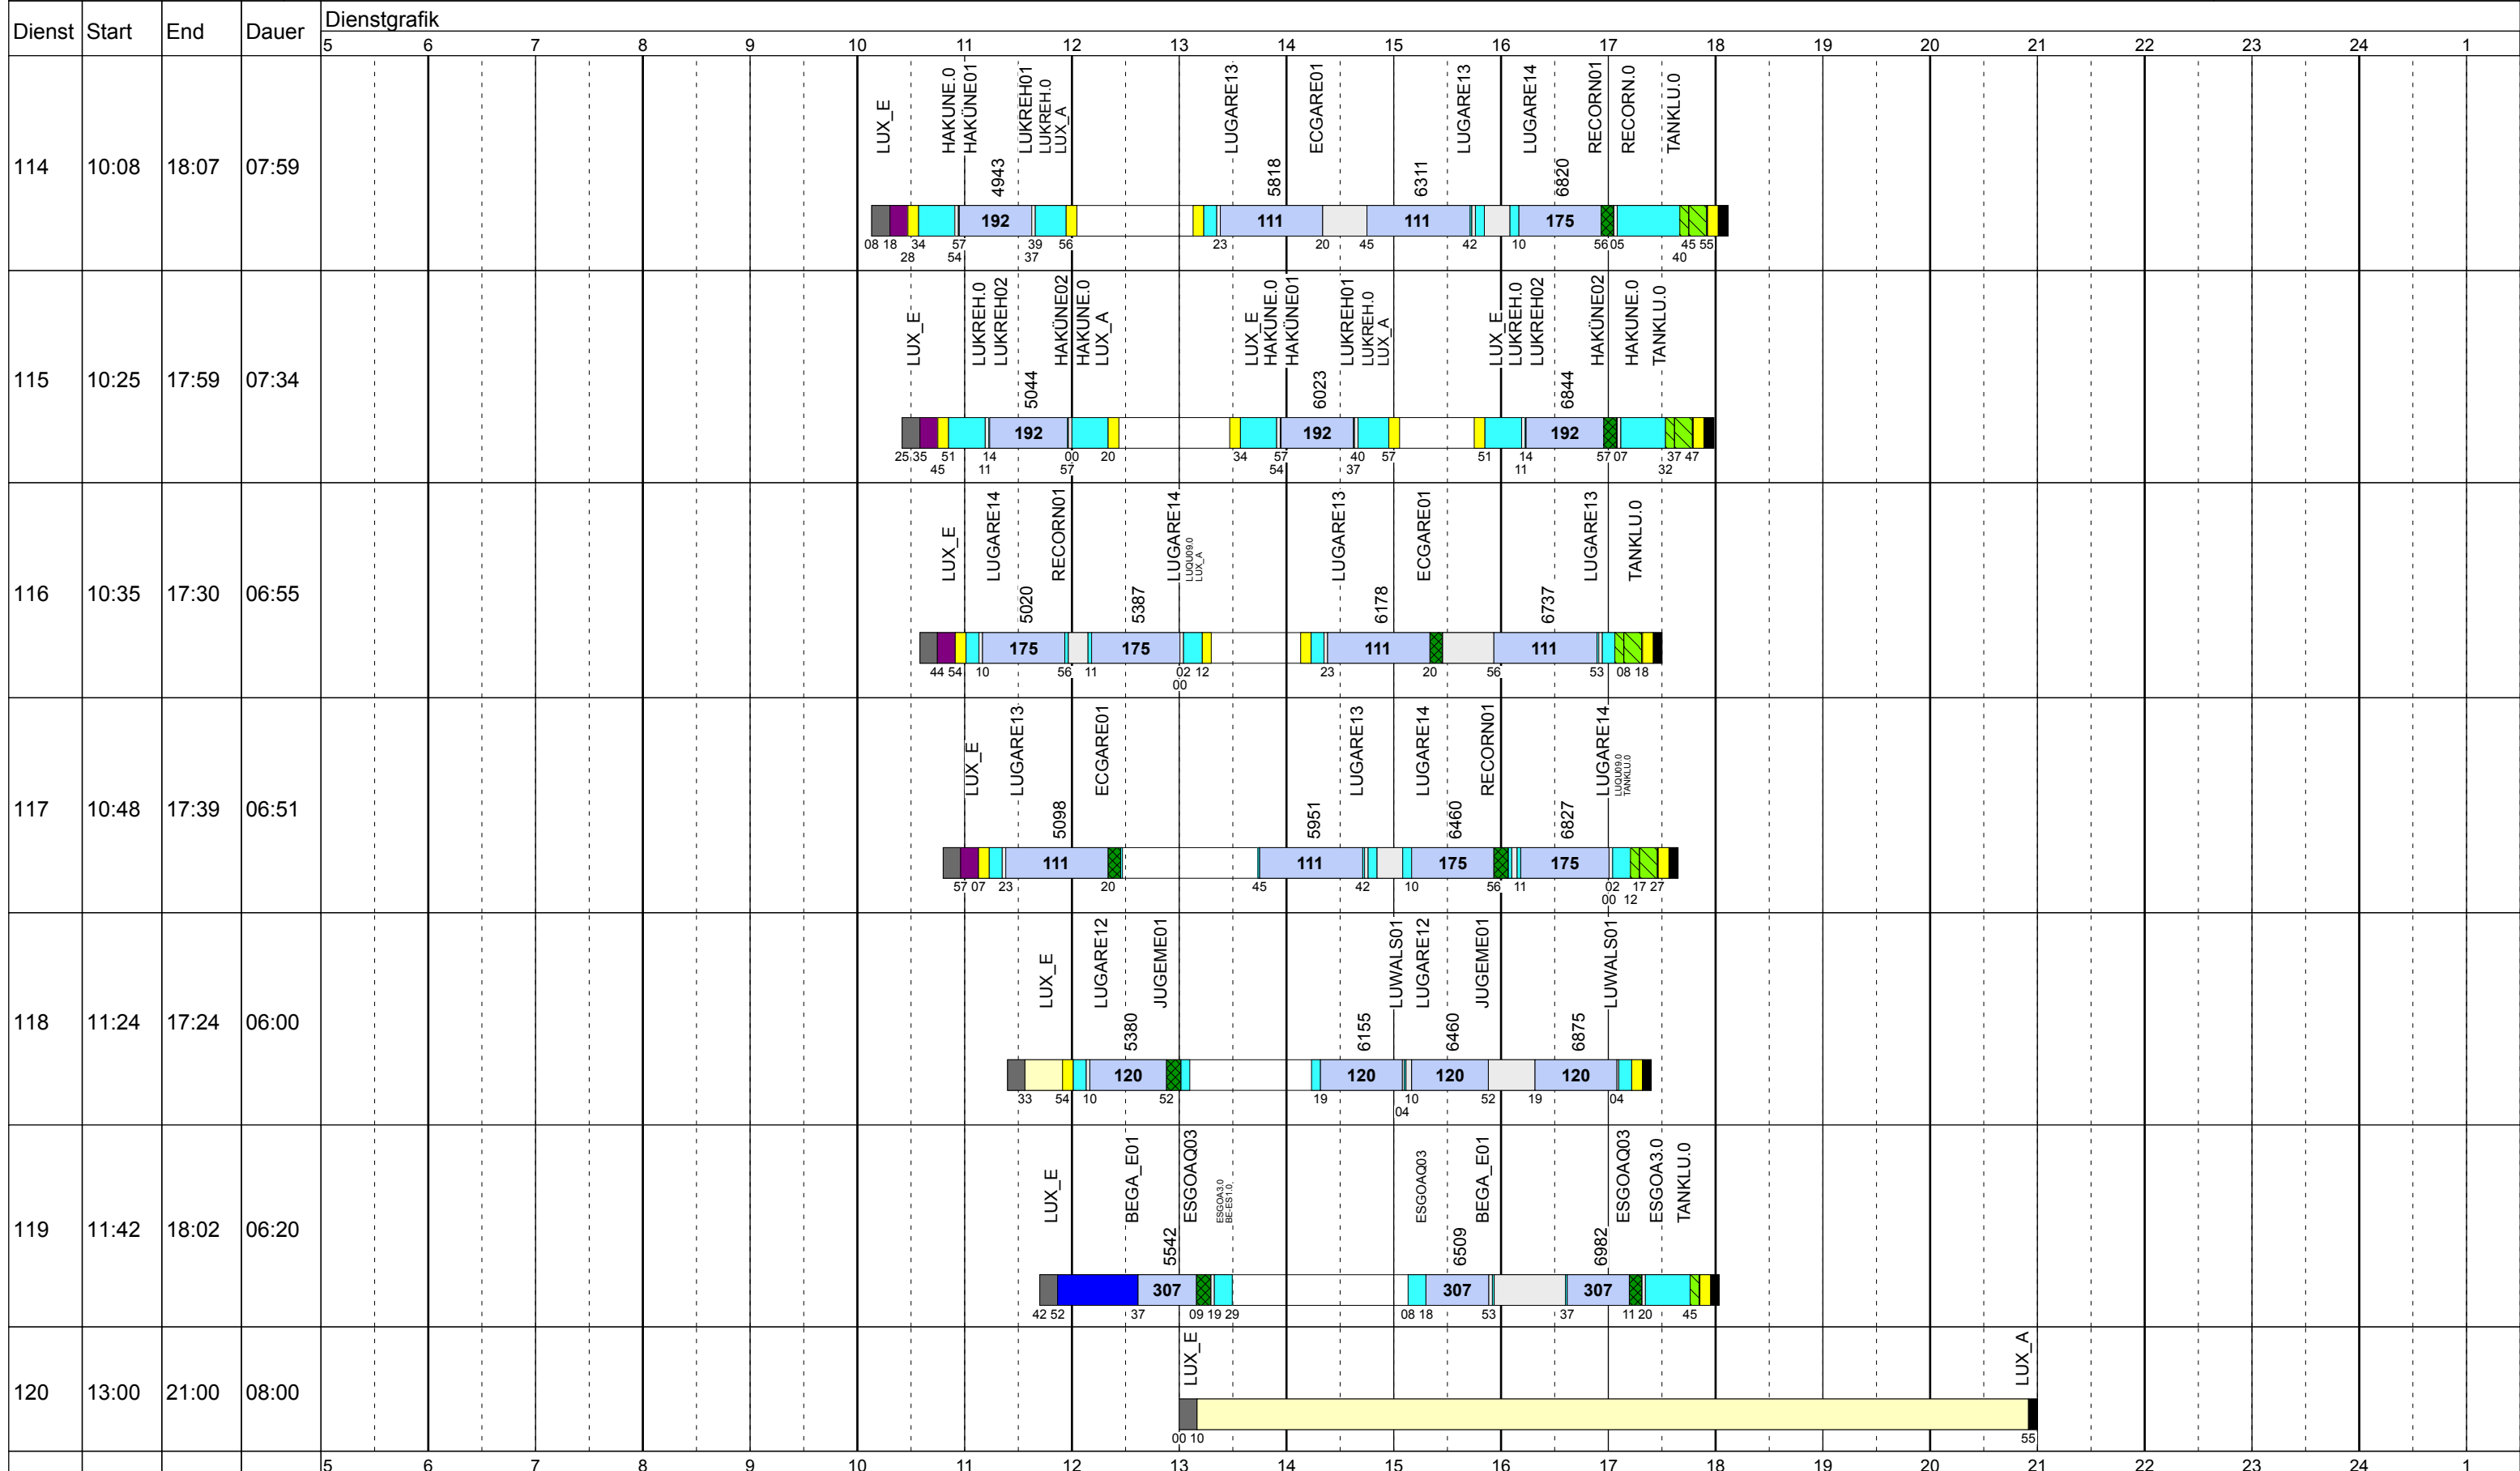 Dienst Start End Dauer Dienstgrafik
5 6 7 8 9 10 11 12 13 14 15 16 17 18 19 20 21 22 23 24 1
LUX_E HAKUNE.0 HAKÜNE01 LUKREH01 LUKREH.0 LUX_A LUGARE13 ECGARE01 LUGARE13 LUGARE14 RECORN01 RECORN.0 TANKLU.0
4943 5818 6311 6820
114 10:08 18:07 07:59
192 111 111 175
08 18 34 57 39 56 23 20 45 42 10 56 05 45 55
28 54 37 40
LUX_E LUKREH.0 LUKREH02 HAKÜNE02 HAKUNE.0 LUX_A LUX_E HAKUNE.0 HAKÜNE01 LUKREH01 LUKREH.0 LUX_A LUX_E LUKREH.0 LUKREH02 HAKÜNE02 HAKUNE.0 TANKLU.0
5044 6023 6844
115 10:25 17:59 07:34
192 192 192
25 35 51 14 00 20 34 57 40 57 51 14 57 07 37 47
45 11 57 54 37 11 32
LUX_E LUGARE14 RECORN01 LUGARE14 LUQU09.0 LUX_A LUGARE13 ECGARE01 LUGARE13 TANKLU.0
5020 5387 6178 6737
116 10:35 17:30 06:55
175 175 111 111
44 54 10 56 11 02 12 23 20 56 53 08 18
00
LUX_E LUGARE13 ECGARE01 LUGARE13 LUGARE14 RECORN01 LUGARE14 LUQU09.0 TANKLU.0
5098 5951 6460 6827
117 10:48 17:39 06:51
111 111 175 175
57 07 23 20 45 42 10 56 11 02 17 27
00 12
LUX_E LUGARE12 JUGEME01 LUWALS01 LUGARE12 JUGEME01 LUWALS01
5380 6155 6460 6875
118 11:24 17:24 06:00
120 120 120 120
33 54 10 52 19 10 52 19 04
04
LUX_E BEGA_E01 ESGOAQ03 ESGOA3.0 BE-ES1.0_ ESGOAQ03 BEGA_E01 ESGOAQ03 ESGOA3.0 TANKLU.0
5542 6509 6982
119 11:42 18:02 06:20
307 307 307
42 52 37 09 19 29 08 18 53 37 11 20 45
LUX_E LUX_A
120 13:00 21:00 08:00
00 10 55
5 6 7 8 9 10 11 12 13 14 15 16 17 18 19 20 21 22 23 24 1